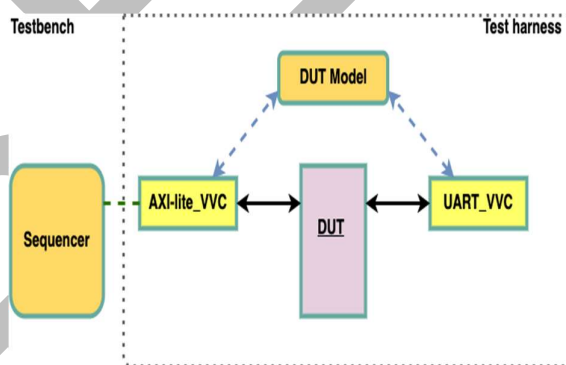 Testbench
Test harness
DUT Model
AXI-lite_VVC
UART_VVC
DUT
Sequencer